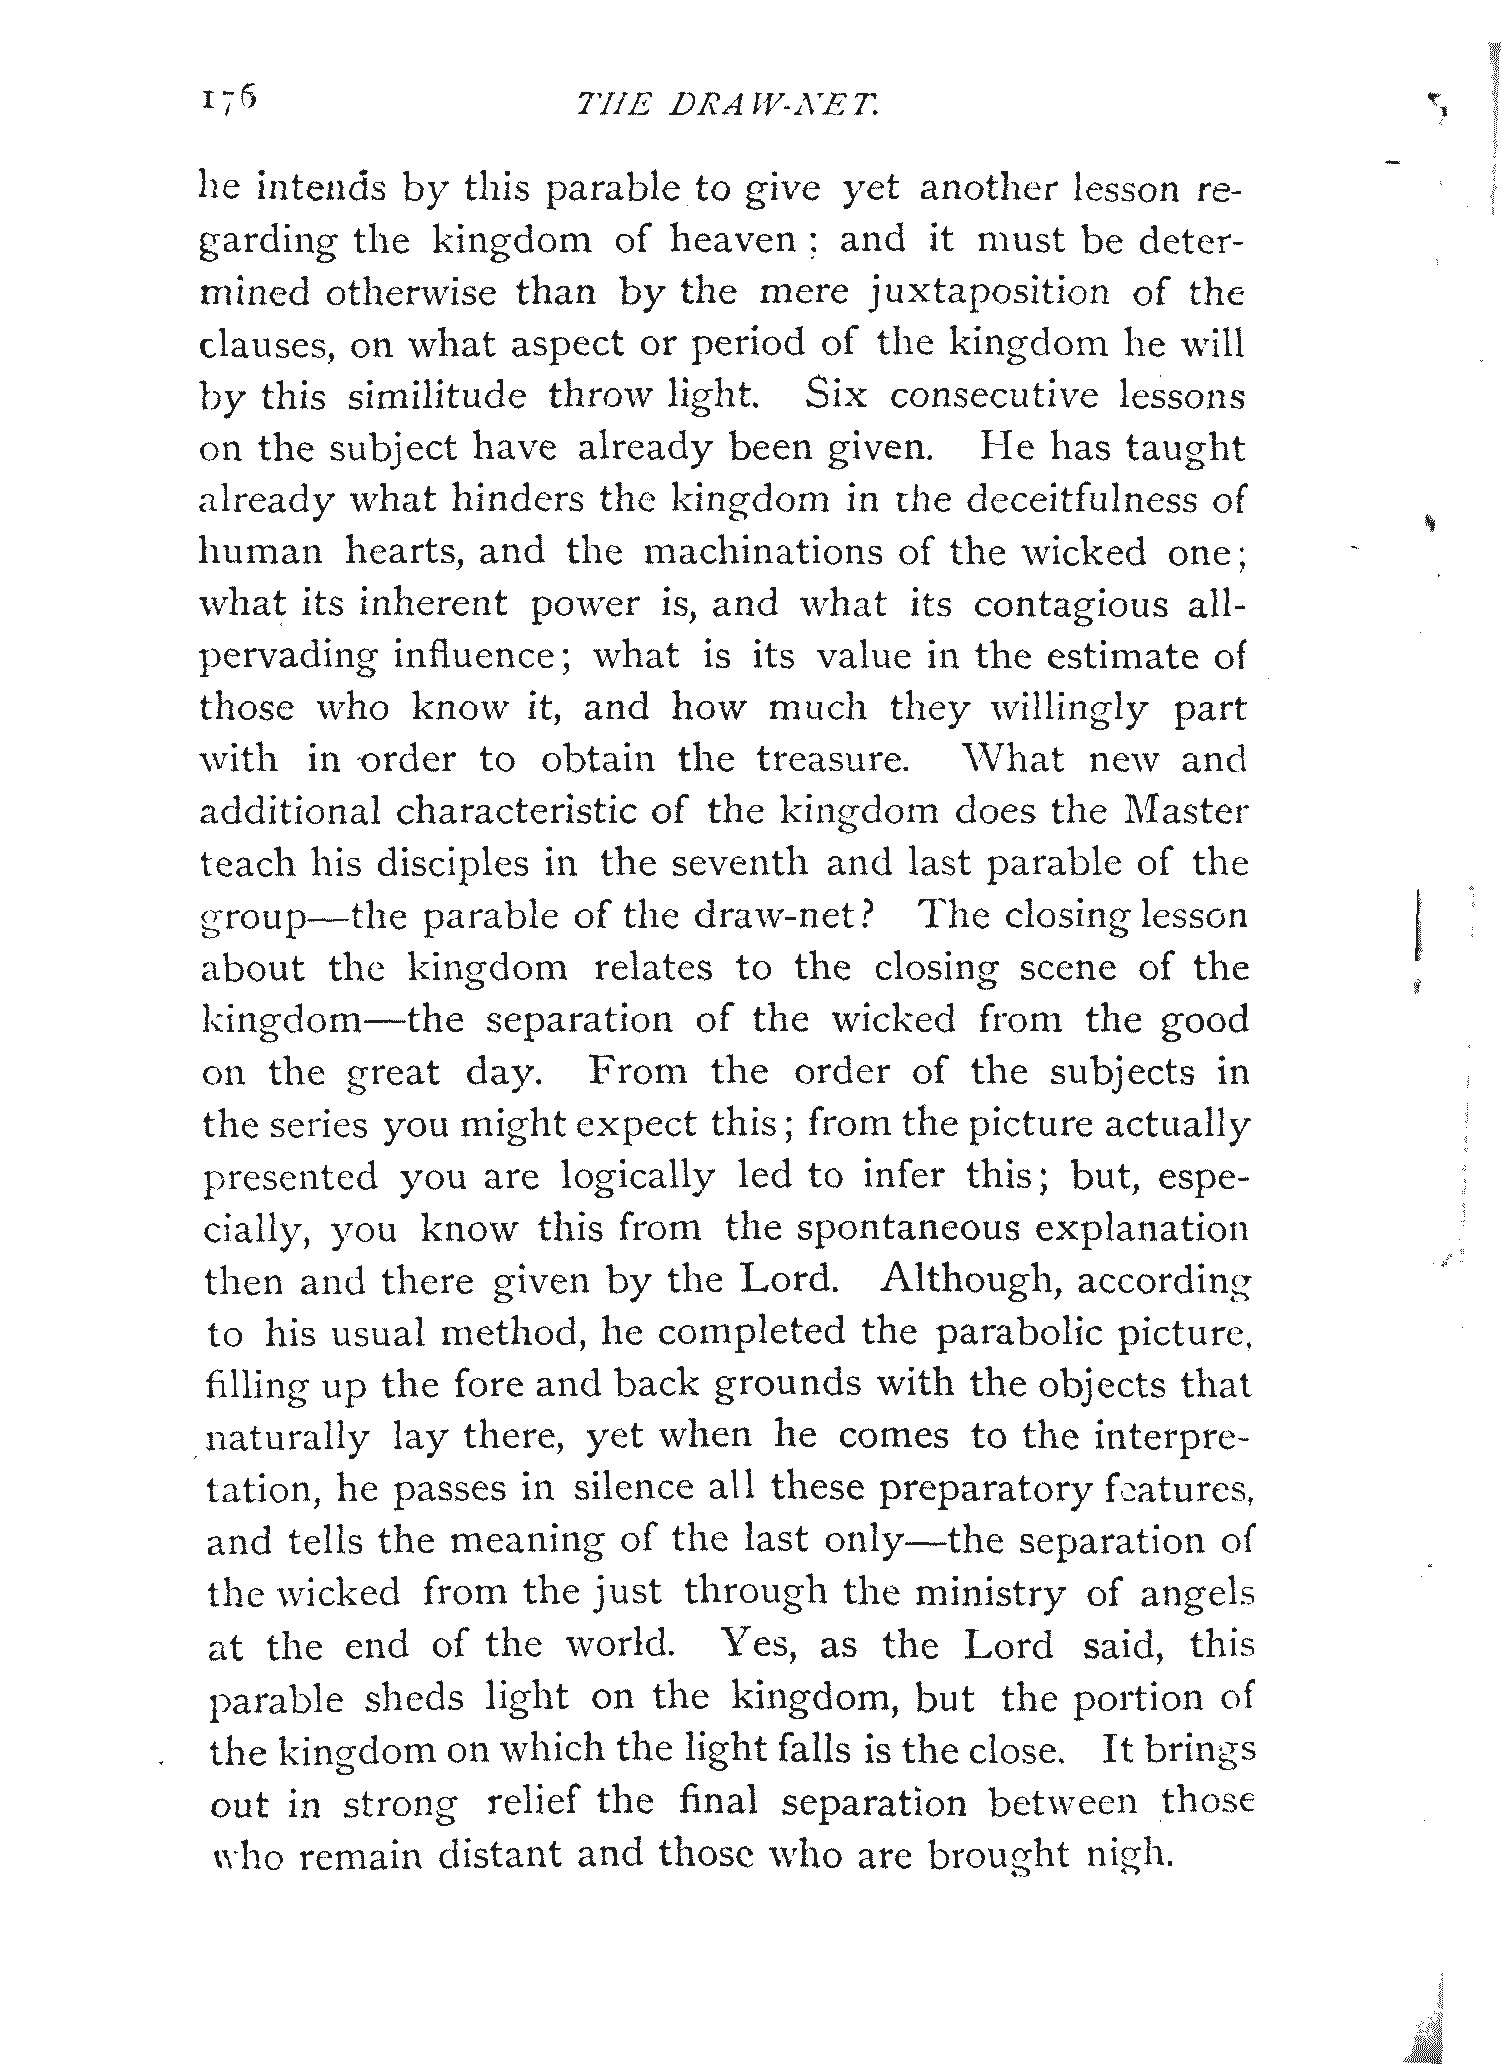 176 THE DRAW-NET.
he intends by this parable to give yet another lesson re-
garding the kingdom of heaven; and it must be deter-
mined otherwise than by the mere juxtaposition of the
clauses, on what aspect or period of the kingdom he will
by this similitude throw light. Six consecutive lessons
on the subject have already been given. He has taught
already what hinders the kingdom in the deceitfulness of
human hearts, and the machinations of the wicked one;
what its inherent power is, and what its contagious all-
pervading influence; what is its value in the estimate of
those who know it, and how much they willingly part
with in order to obtain the treasure. What new and
additional characteristic of the kingdom does the Master
teach his disciples in the seventh and last parable of the
group—the parable of the draw-net? The closing lesson
about the kingdom relates to the closing scene of the
kingdom—the separation of the wicked from the good
on the great day. From the order of the subjects in
the series you might expect this; from the picture actually
presented you are logically led to infer this; but, espe-
cially, you know this from the spontaneous explanation
then and there given by the Lord. Although, according
to his usual method, he completed the parabolic picture,
filling up the fore and back grounds with the objects that
naturally lay there, yet when he comes to the interpre-
tation, he passes in silence all these preparatory features,
and tells the meaning of the last only—the separation of
the wicked from the just through the ministry of angels
at the end of the world. Yes, as the Lord said, this
parable sheds light on the kingdom, but the portion of
the kingdom on which the light falls is the close. It brings
out in strong relief the final separation between those
who remain distant and those who are brought nigh.